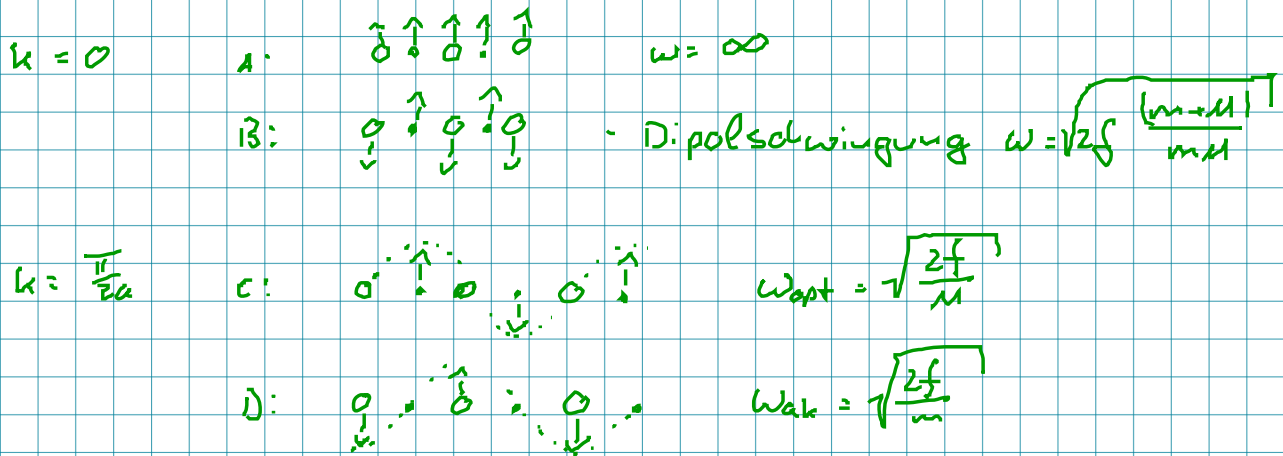 k = 0 A: ω = ∞
B: - Dipolschwingung ω = √2f (m+M)/mM
k = π/2a C: ωopt = √2f/M
D: ωak = √2f/m